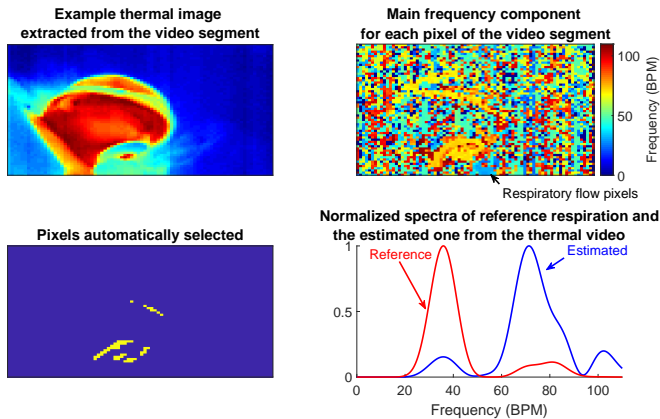 Example thermal image
extracted from the video segment
Main frequency component
for each pixel of the video segment
100
50
0
Frequency (BPM)
Respiratory flow pixels
Pixels automatically selected
Normalized spectra of reference respiration and
the estimated one from the thermal video
1
0.5
0
Reference
Estimated
0
20
40
60
80
100
Frequency (BPM)